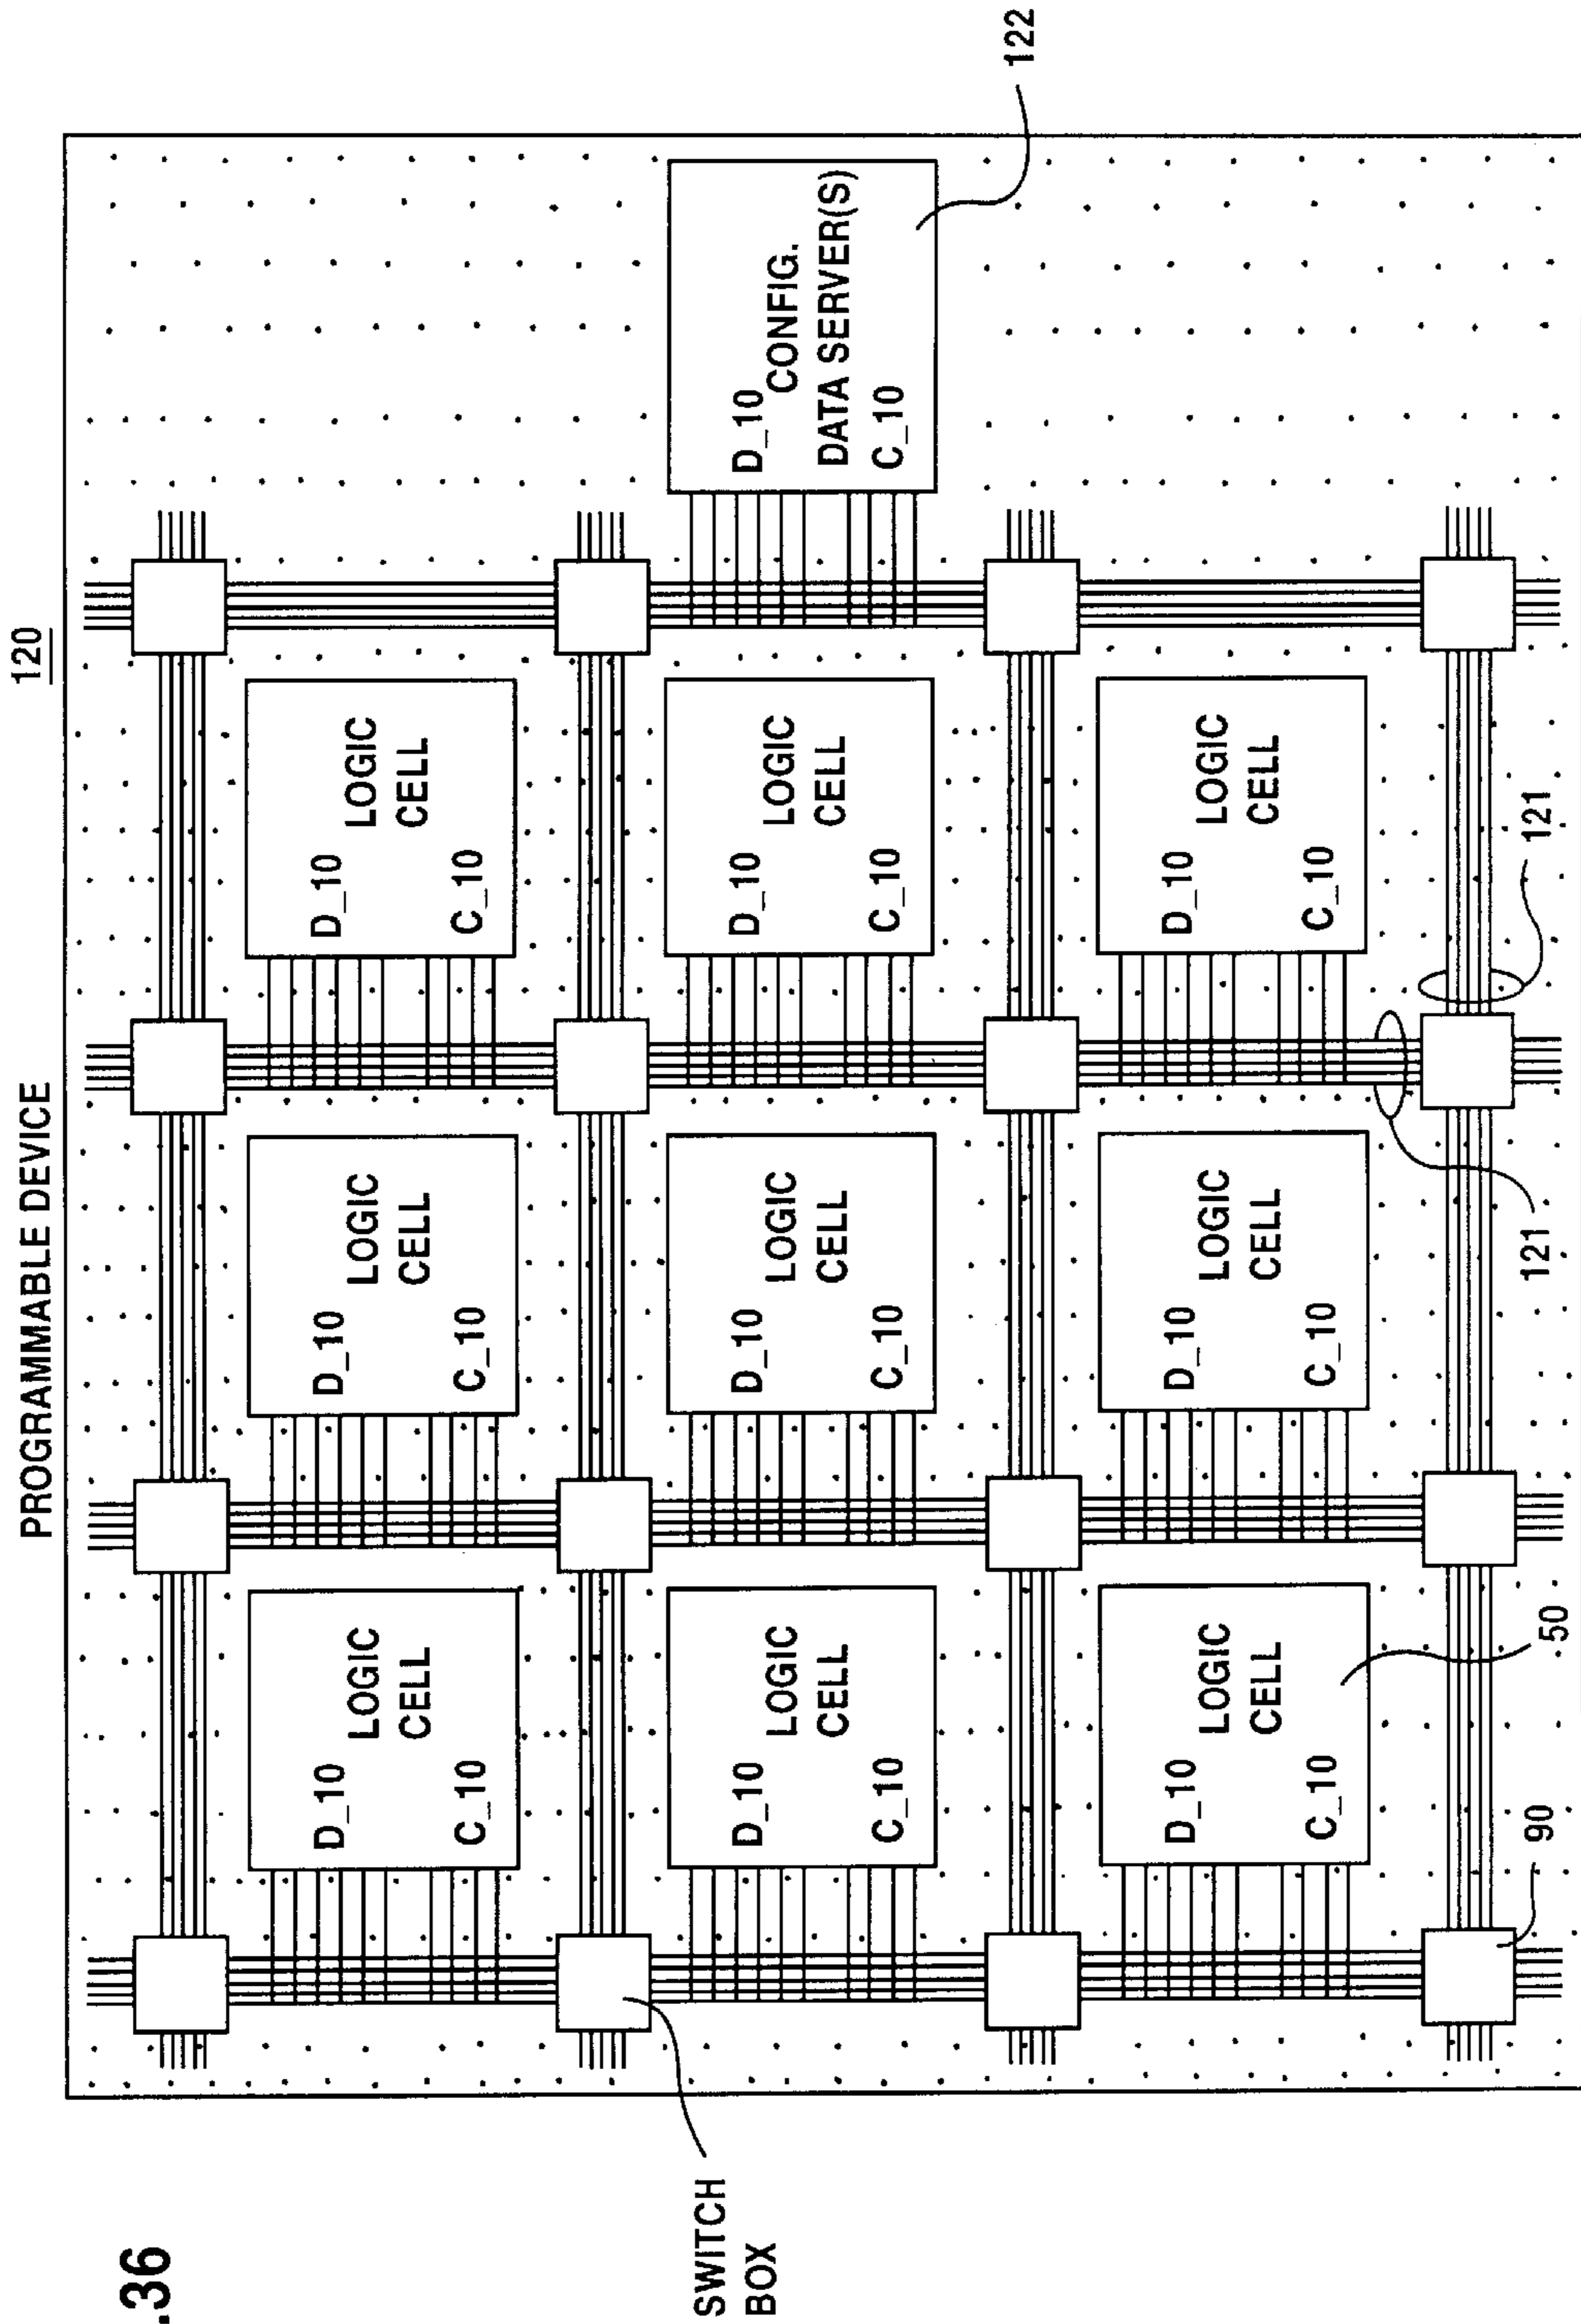 .36
PROGRAMMABLE DEVICE
120
SWITCH
BOX
D_10
LOGIC
CELL
C_10
D_10
LOGIC
CELL
C_10
D_10
LOGIC
CELL
C_10
D_10
LOGIC
CELL
C_10
D_10
LOGIC
CELL
C_10
D_10
LOGIC
CELL
C_10
D_10
CONFIG.
DATA SERVER(S)
C_10
122
D_10
LOGIC
CELL
C_10
D_10
LOGIC
CELL
C_10
D_10
LOGIC
CELL
C_10
90
50
121
121